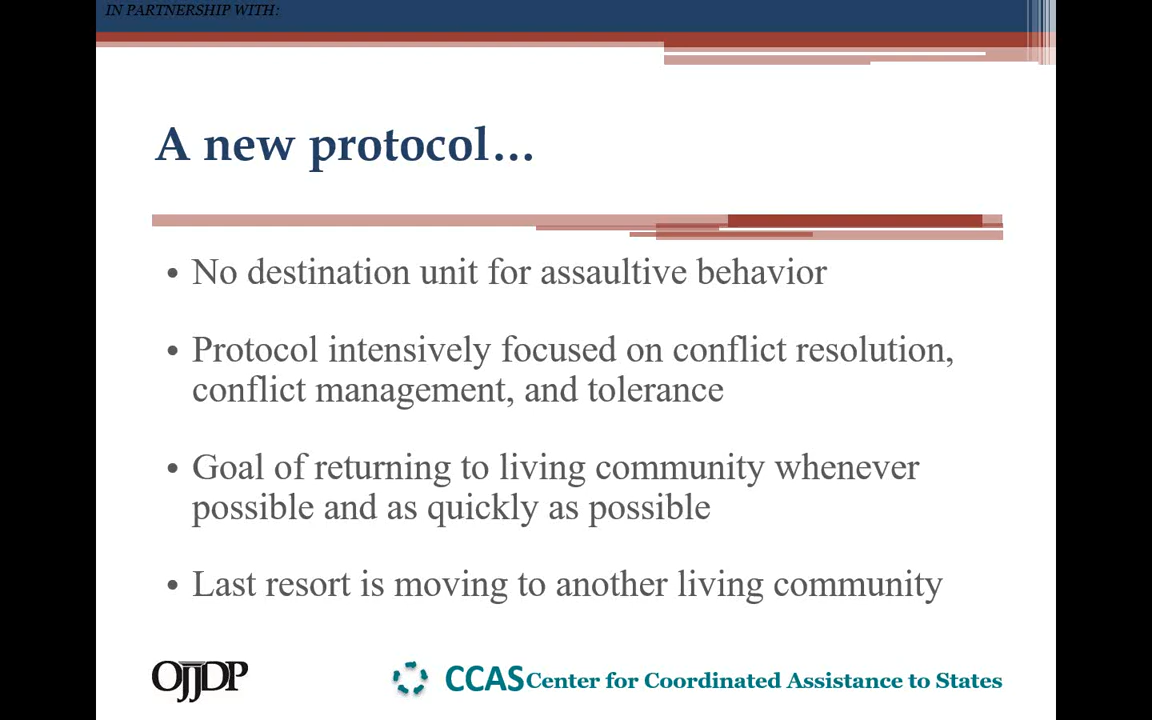 IN PARTNERSHIP WITH:
A new protocol…
• No destination unit for assaultive behavior
• Protocol intensively focused on conflict resolution,
conflict management, and tolerance
• Goal of returning to living community whenever
possible and as quickly as possible
• Last resort is moving to another living community
OJJDP
CCAS Center for Coordinated Assistance to States